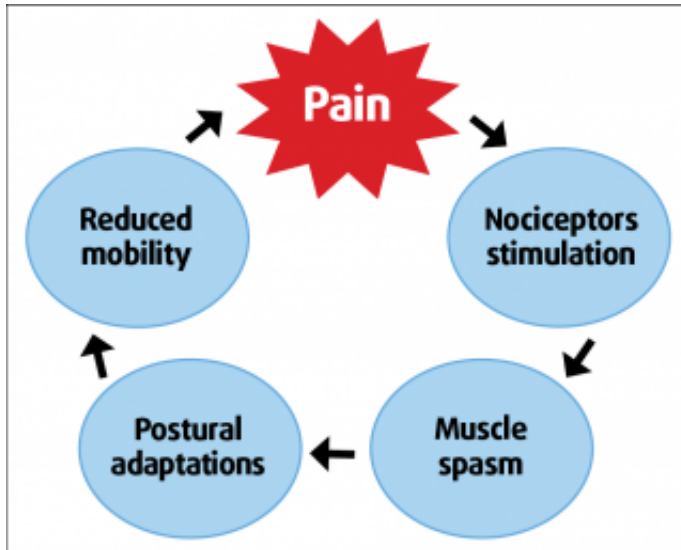 Pain
Nociceptors
stimulation
Muscle
spasm
Postural
adaptations
Reduced
mobility